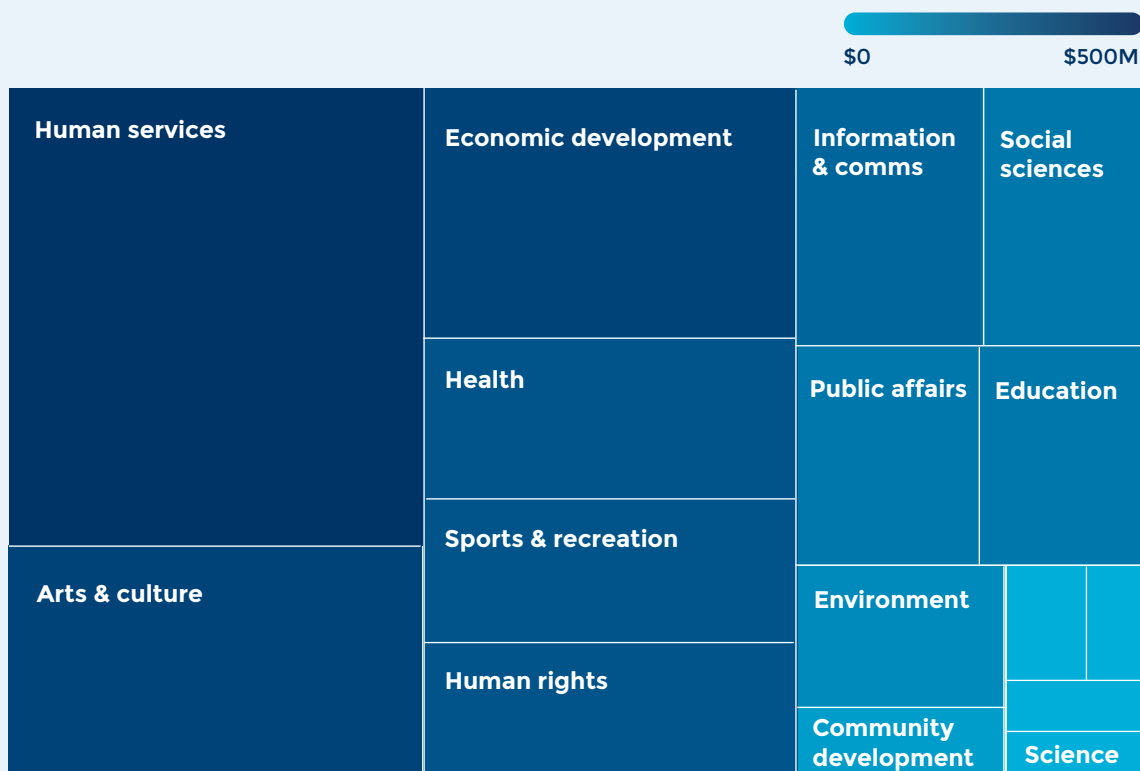 $0
$500M
Human services
Economic development
Information
& comms
Social
sciences
Health
Public affairs
Education
Sports & recreation
Arts & culture
Environment
Human rights
Community
development
Science